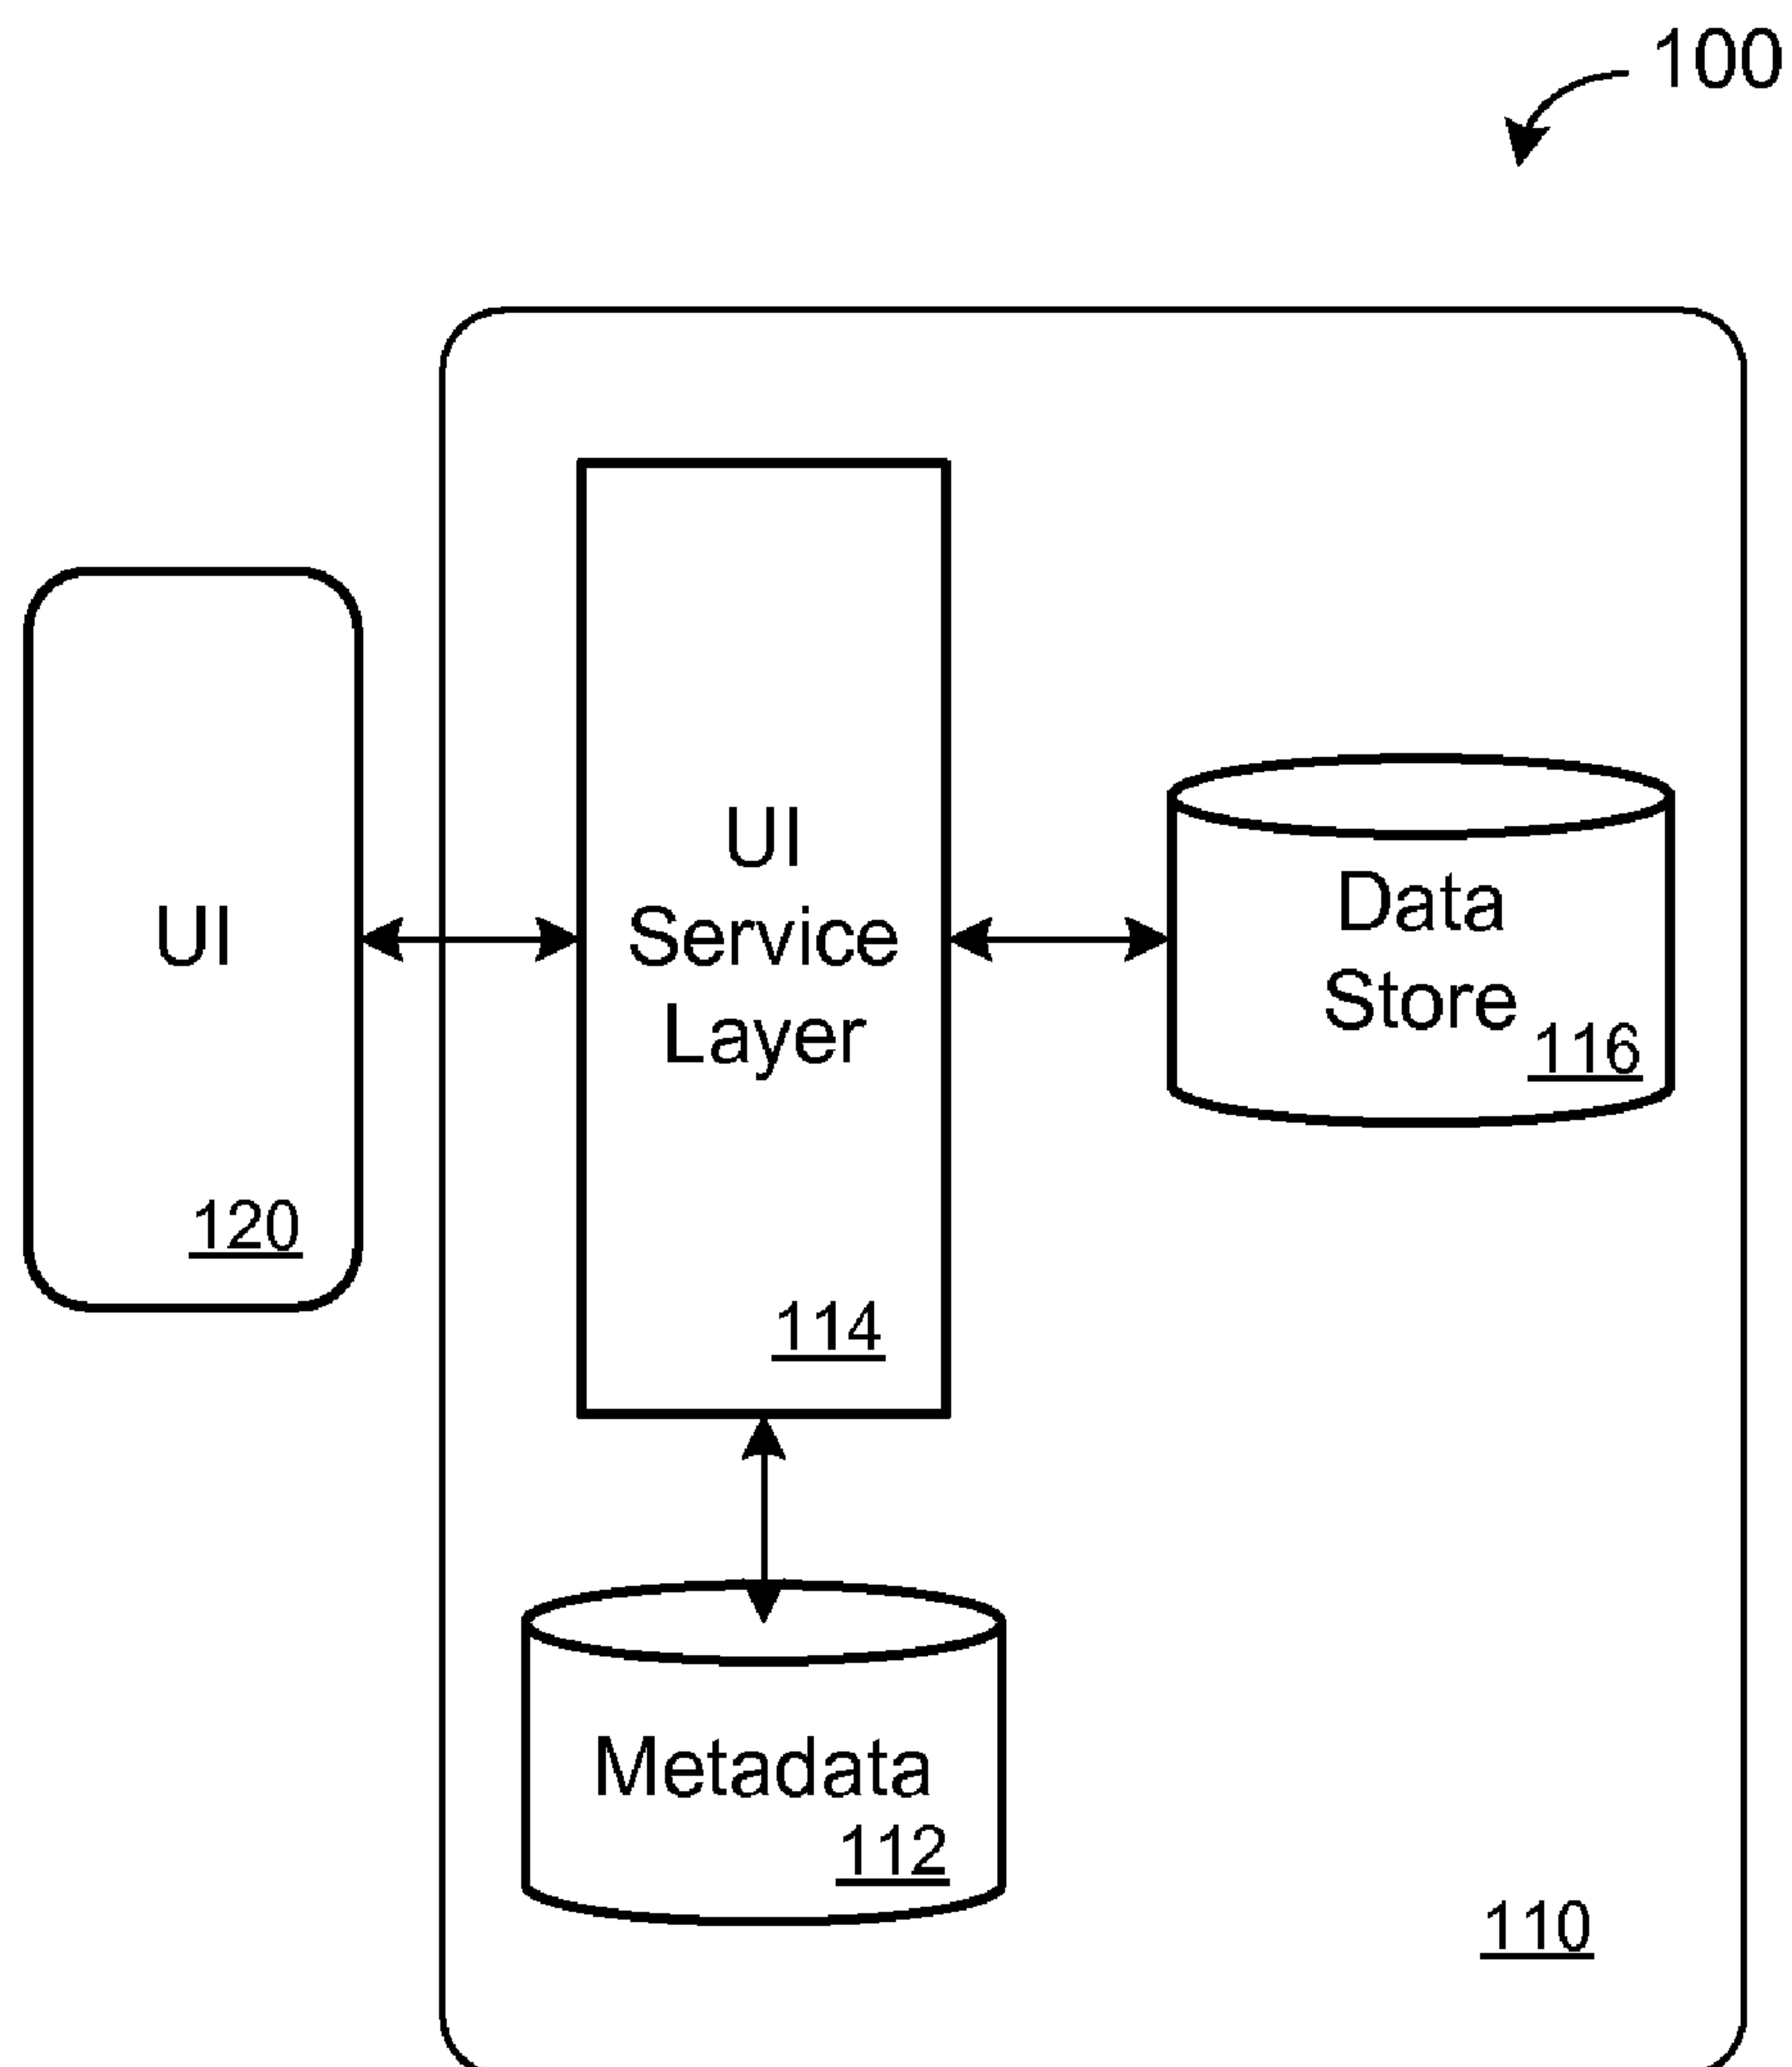 100
UI
120
UI
Service
Layer
114
Data
Store
116
Metadata
112
110